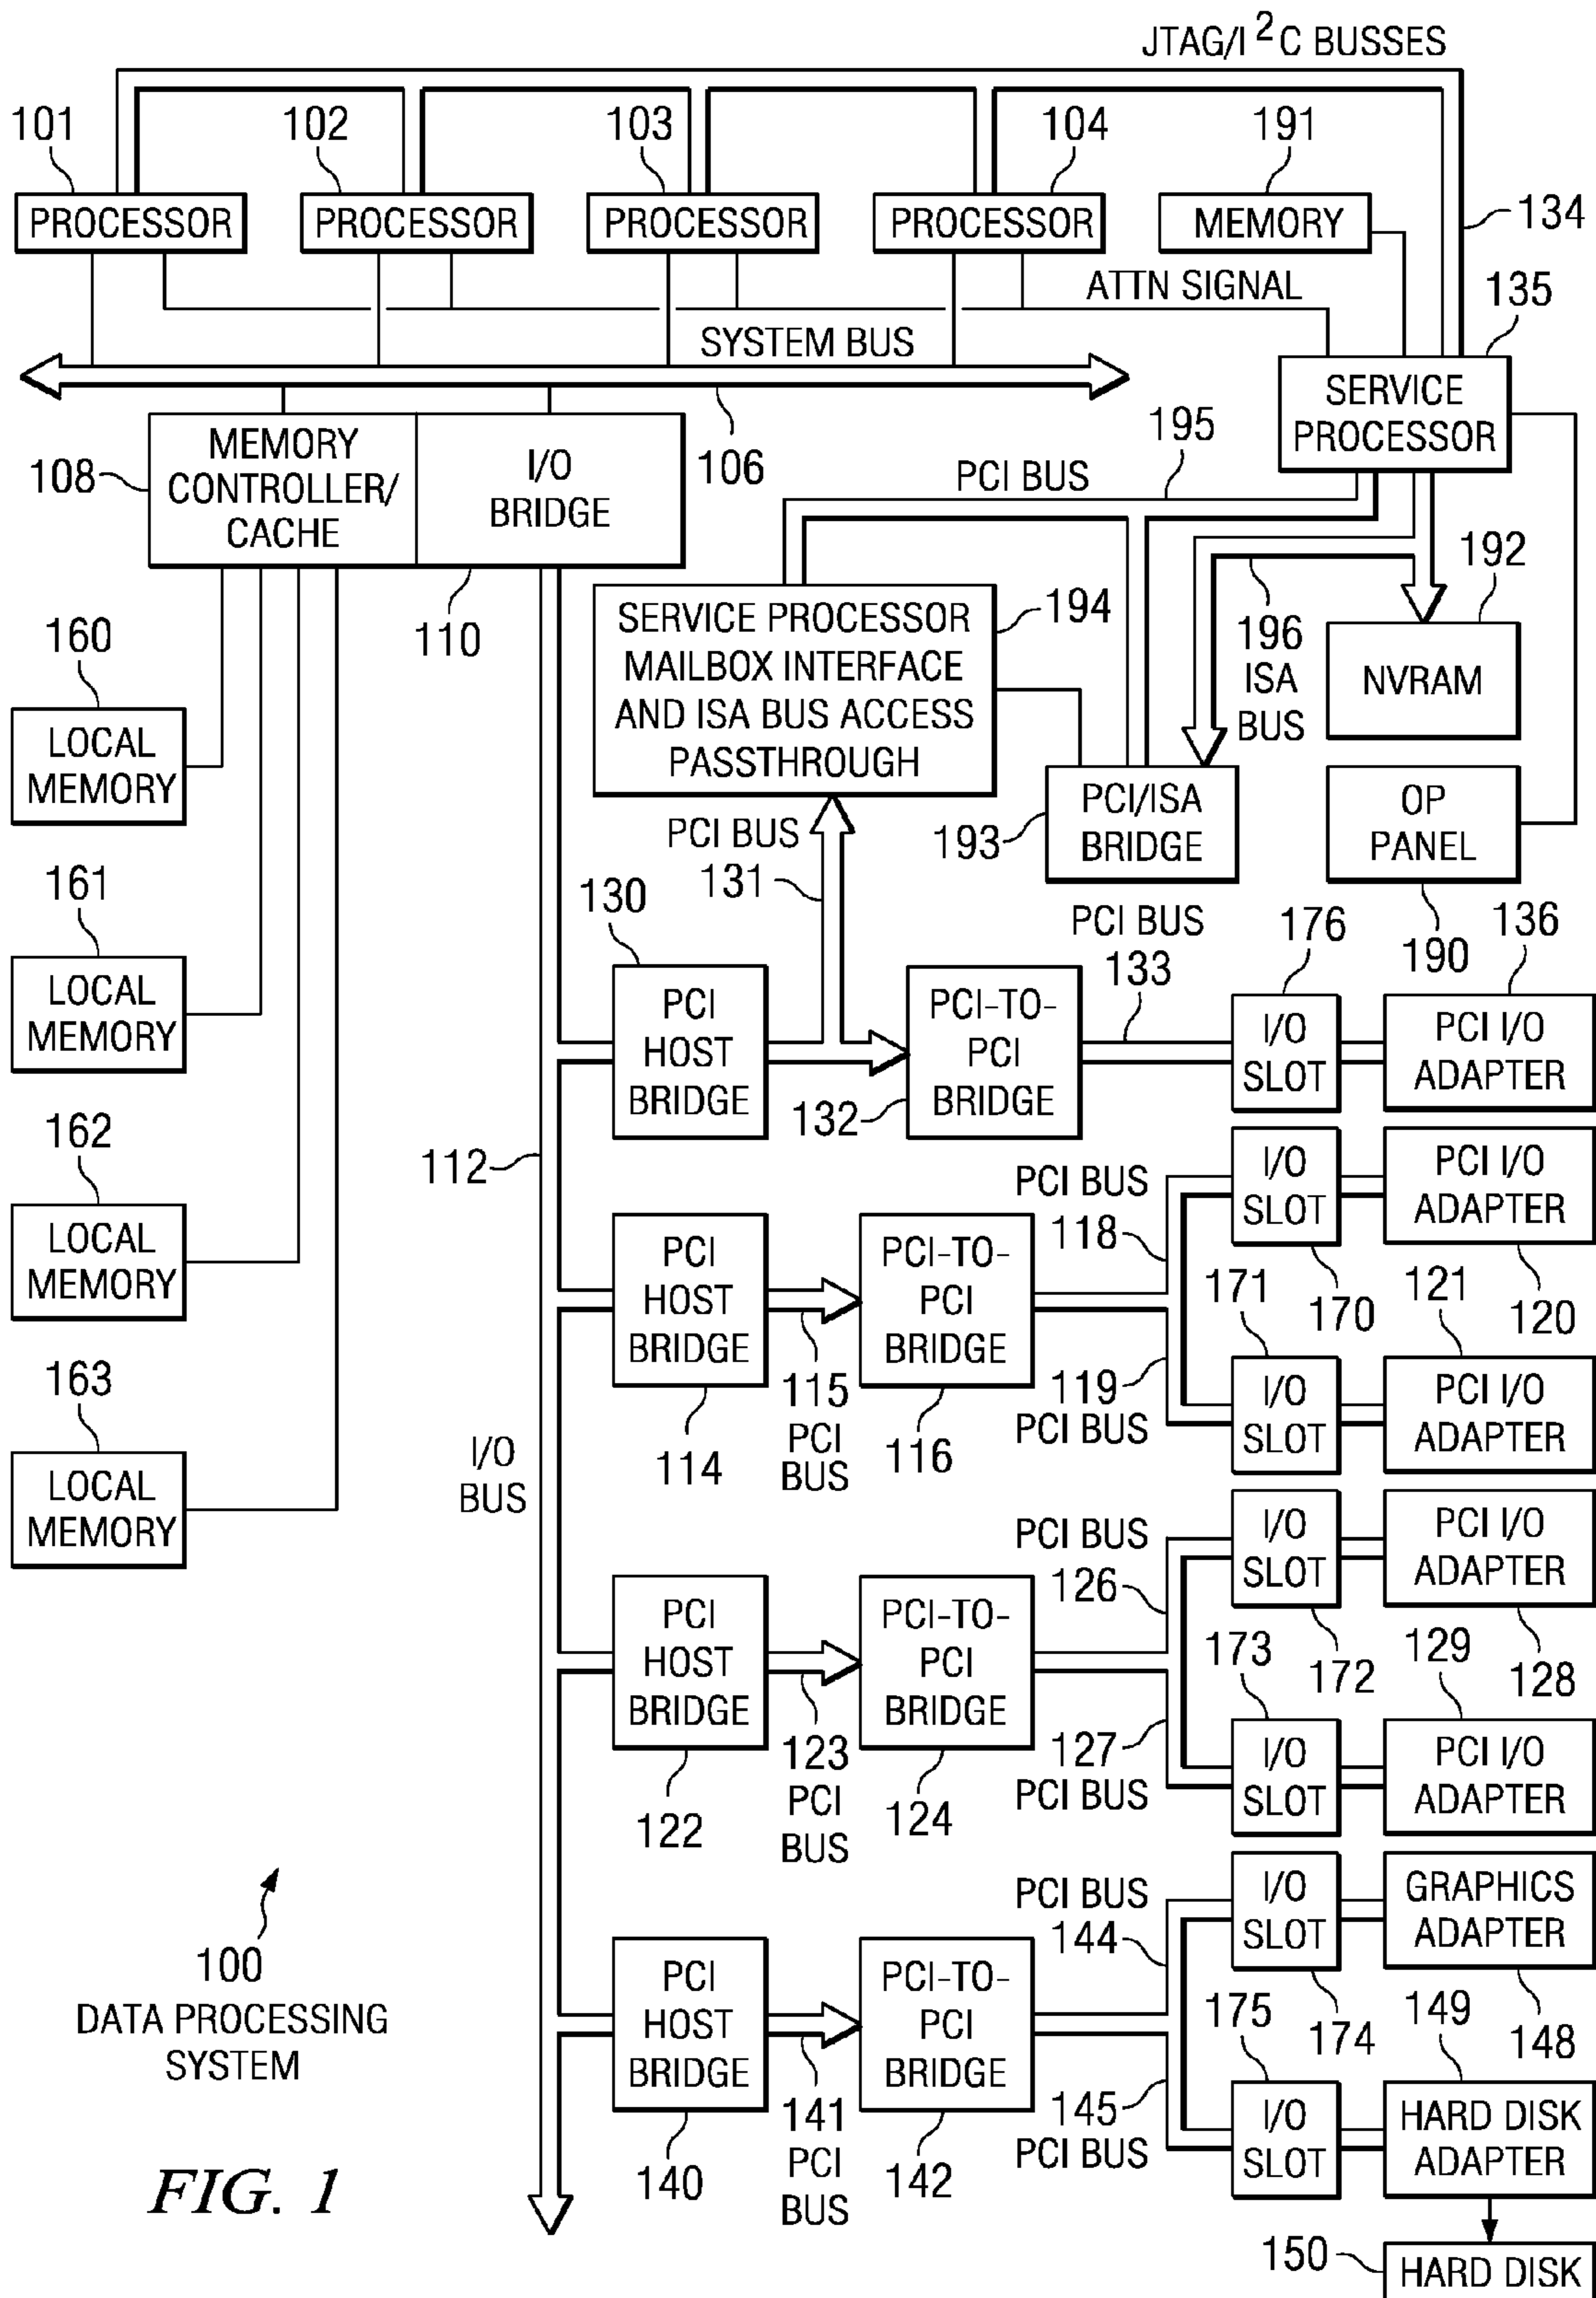 JTAG/I²C BUSSES
101
102
103
104
191
PROCESSOR
PROCESSOR
PROCESSOR
PROCESSOR
MEMORY
134
ATTN SIGNAL
135
SYSTEM BUS
SERVICE
PROCESSOR
106
108
MEMORY
CONTROLLER/
CACHE
I/O
BRIDGE
110
195
PCI BUS
192
196
ISA
BUS
NVRAM
194
SERVICE PROCESSOR
MAILBOX INTERFACE
AND ISA BUS ACCESS
PASSTHROUGH
160
LOCAL
MEMORY
PCI BUS
131
193
PCI/ISA
BRIDGE
OP
PANEL
190
161
LOCAL
MEMORY
130
PCI
HOST
BRIDGE
132
PCI-TO-
PCI
BRIDGE
PCI BUS
133
176
I/O
SLOT
136
PCI I/O
ADAPTER
162
LOCAL
MEMORY
112
I/O
BUS
PCI
HOST
BRIDGE
114
115
PCI
BUS
PCI-TO-
PCI
BRIDGE
116
PCI BUS
118
I/O
SLOT
170
PCI I/O
ADAPTER
120
119
PCI BUS
171
I/O
SLOT
121
PCI I/O
ADAPTER
163
LOCAL
MEMORY
PCI
HOST
BRIDGE
122
123
PCI
BUS
PCI-TO-
PCI
BRIDGE
124
PCI BUS
126
I/O
SLOT
172
PCI I/O
ADAPTER
128
127
PCI BUS
173
I/O
SLOT
129
PCI I/O
ADAPTER
100
DATA PROCESSING
SYSTEM
PCI
HOST
BRIDGE
140
141
PCI
BUS
PCI-TO-
PCI
BRIDGE
142
PCI BUS
144
I/O
SLOT
174
GRAPHICS
ADAPTER
148
145
PCI BUS
175
I/O
SLOT
149
HARD DISK
ADAPTER
150
HARD DISK
FIG. 1